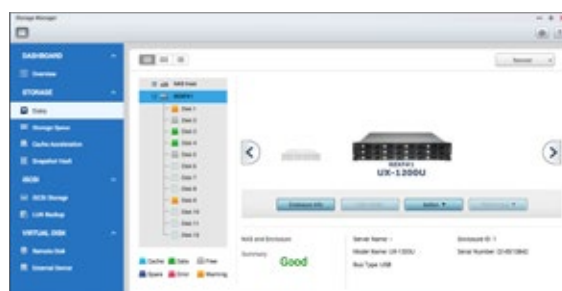 Storage Manager
DASHBOARD
Overview
STORAGE
Disks
Storage Space
Cache Acceleration
Snapshot Vault
iSCSI
iSCSI Storage
LUN Backup
VIRTUAL DISK
Remote Disk
External Device
NAS Host
Disk 1
Disk 2
Disk 3
Disk 4
Disk 5
Disk 6
Disk 7
Disk 8
Disk 9
Disk 10
Disk 11
Disk 12
UX-1200U
Enclosure Info
Action
NAS and Enclosure
Summary
Good
Server Name: -
Model Name: UX-1200U
Bus Type: USB
Enclosure ID: 1
Serial Number:
Cache Data Free
Spare Error Warning